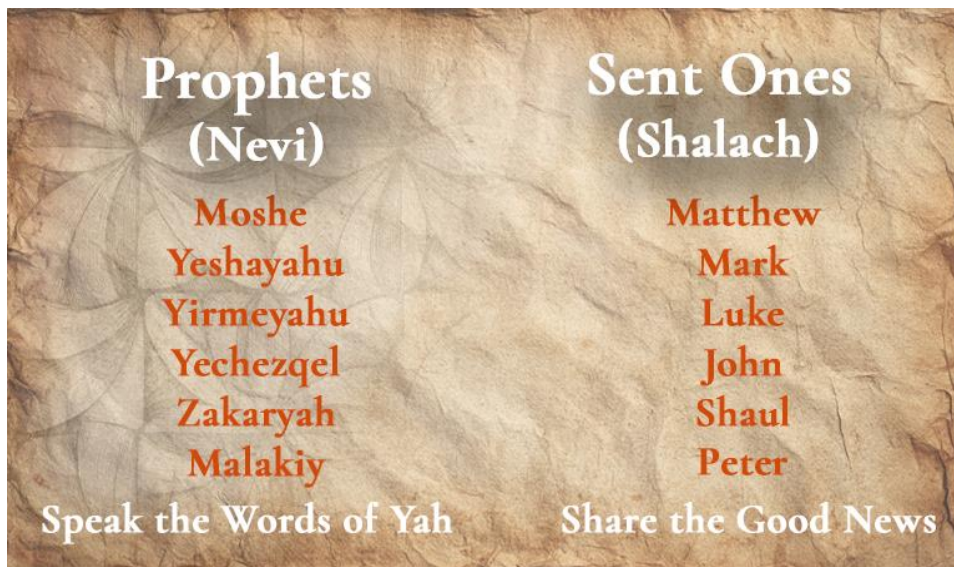 Prophets
(Nevi)
Moshe
Yeshayahu
Yirmeyahu
Yechezqel
Zakaryah
Malakiy
Speak the Words of Yah
Sent Ones
(Shalach)
Matthew
Mark
Luke
John
Shaul
Peter
Share the Good News